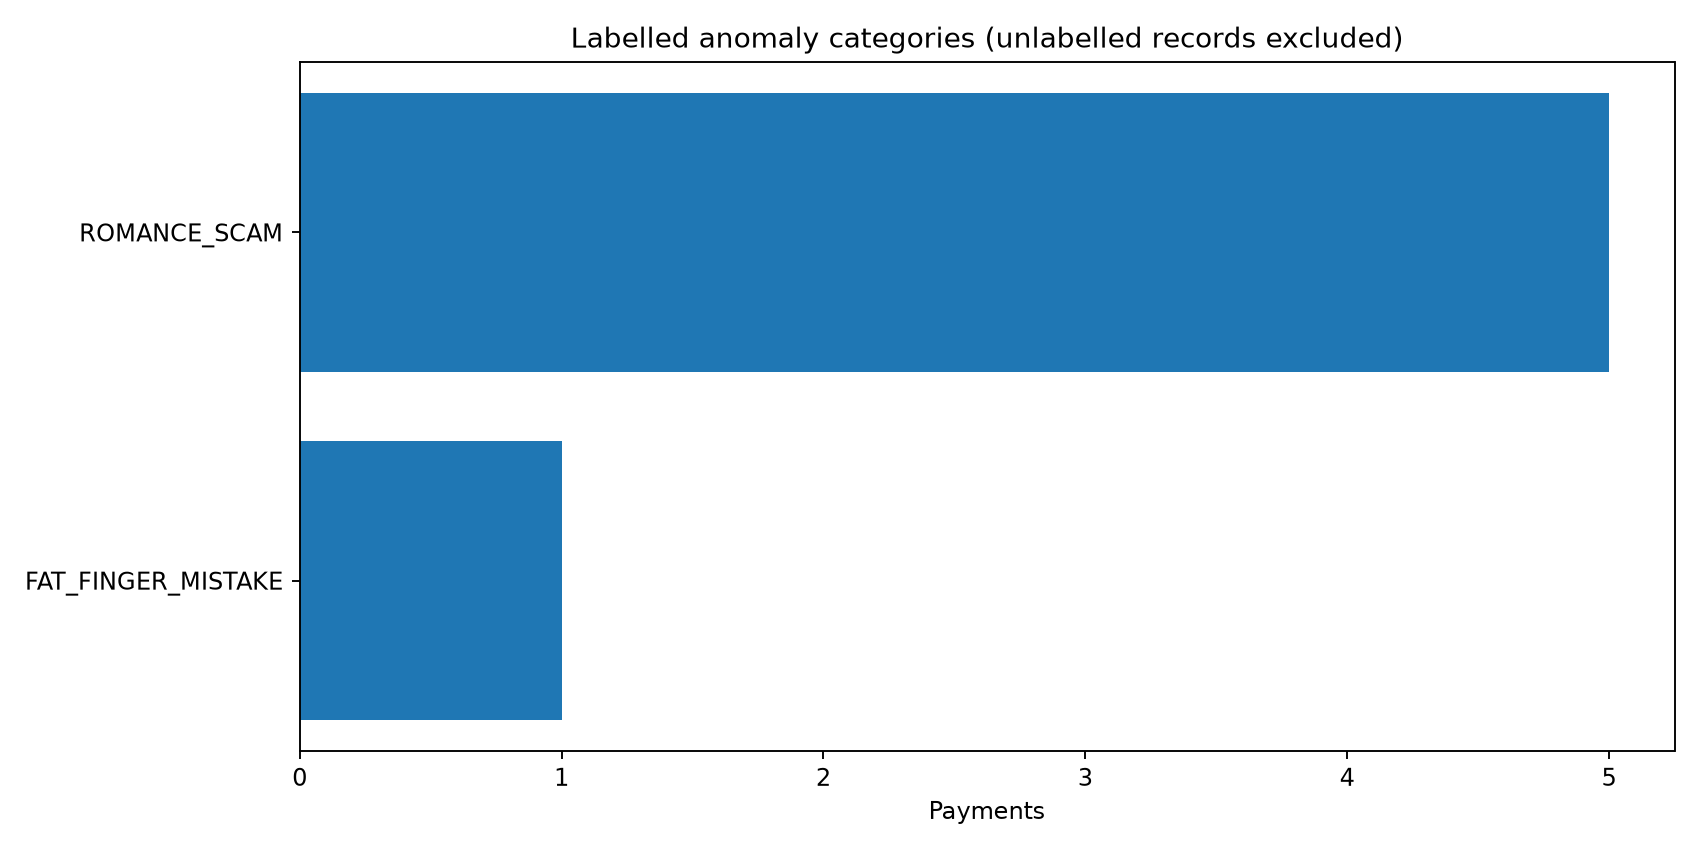 Labelled anomaly categories (unlabelled records excluded)
ROMANCE_SCAM
FAT_FINGER_MISTAKE
0 1 2 3 4 5
Payments